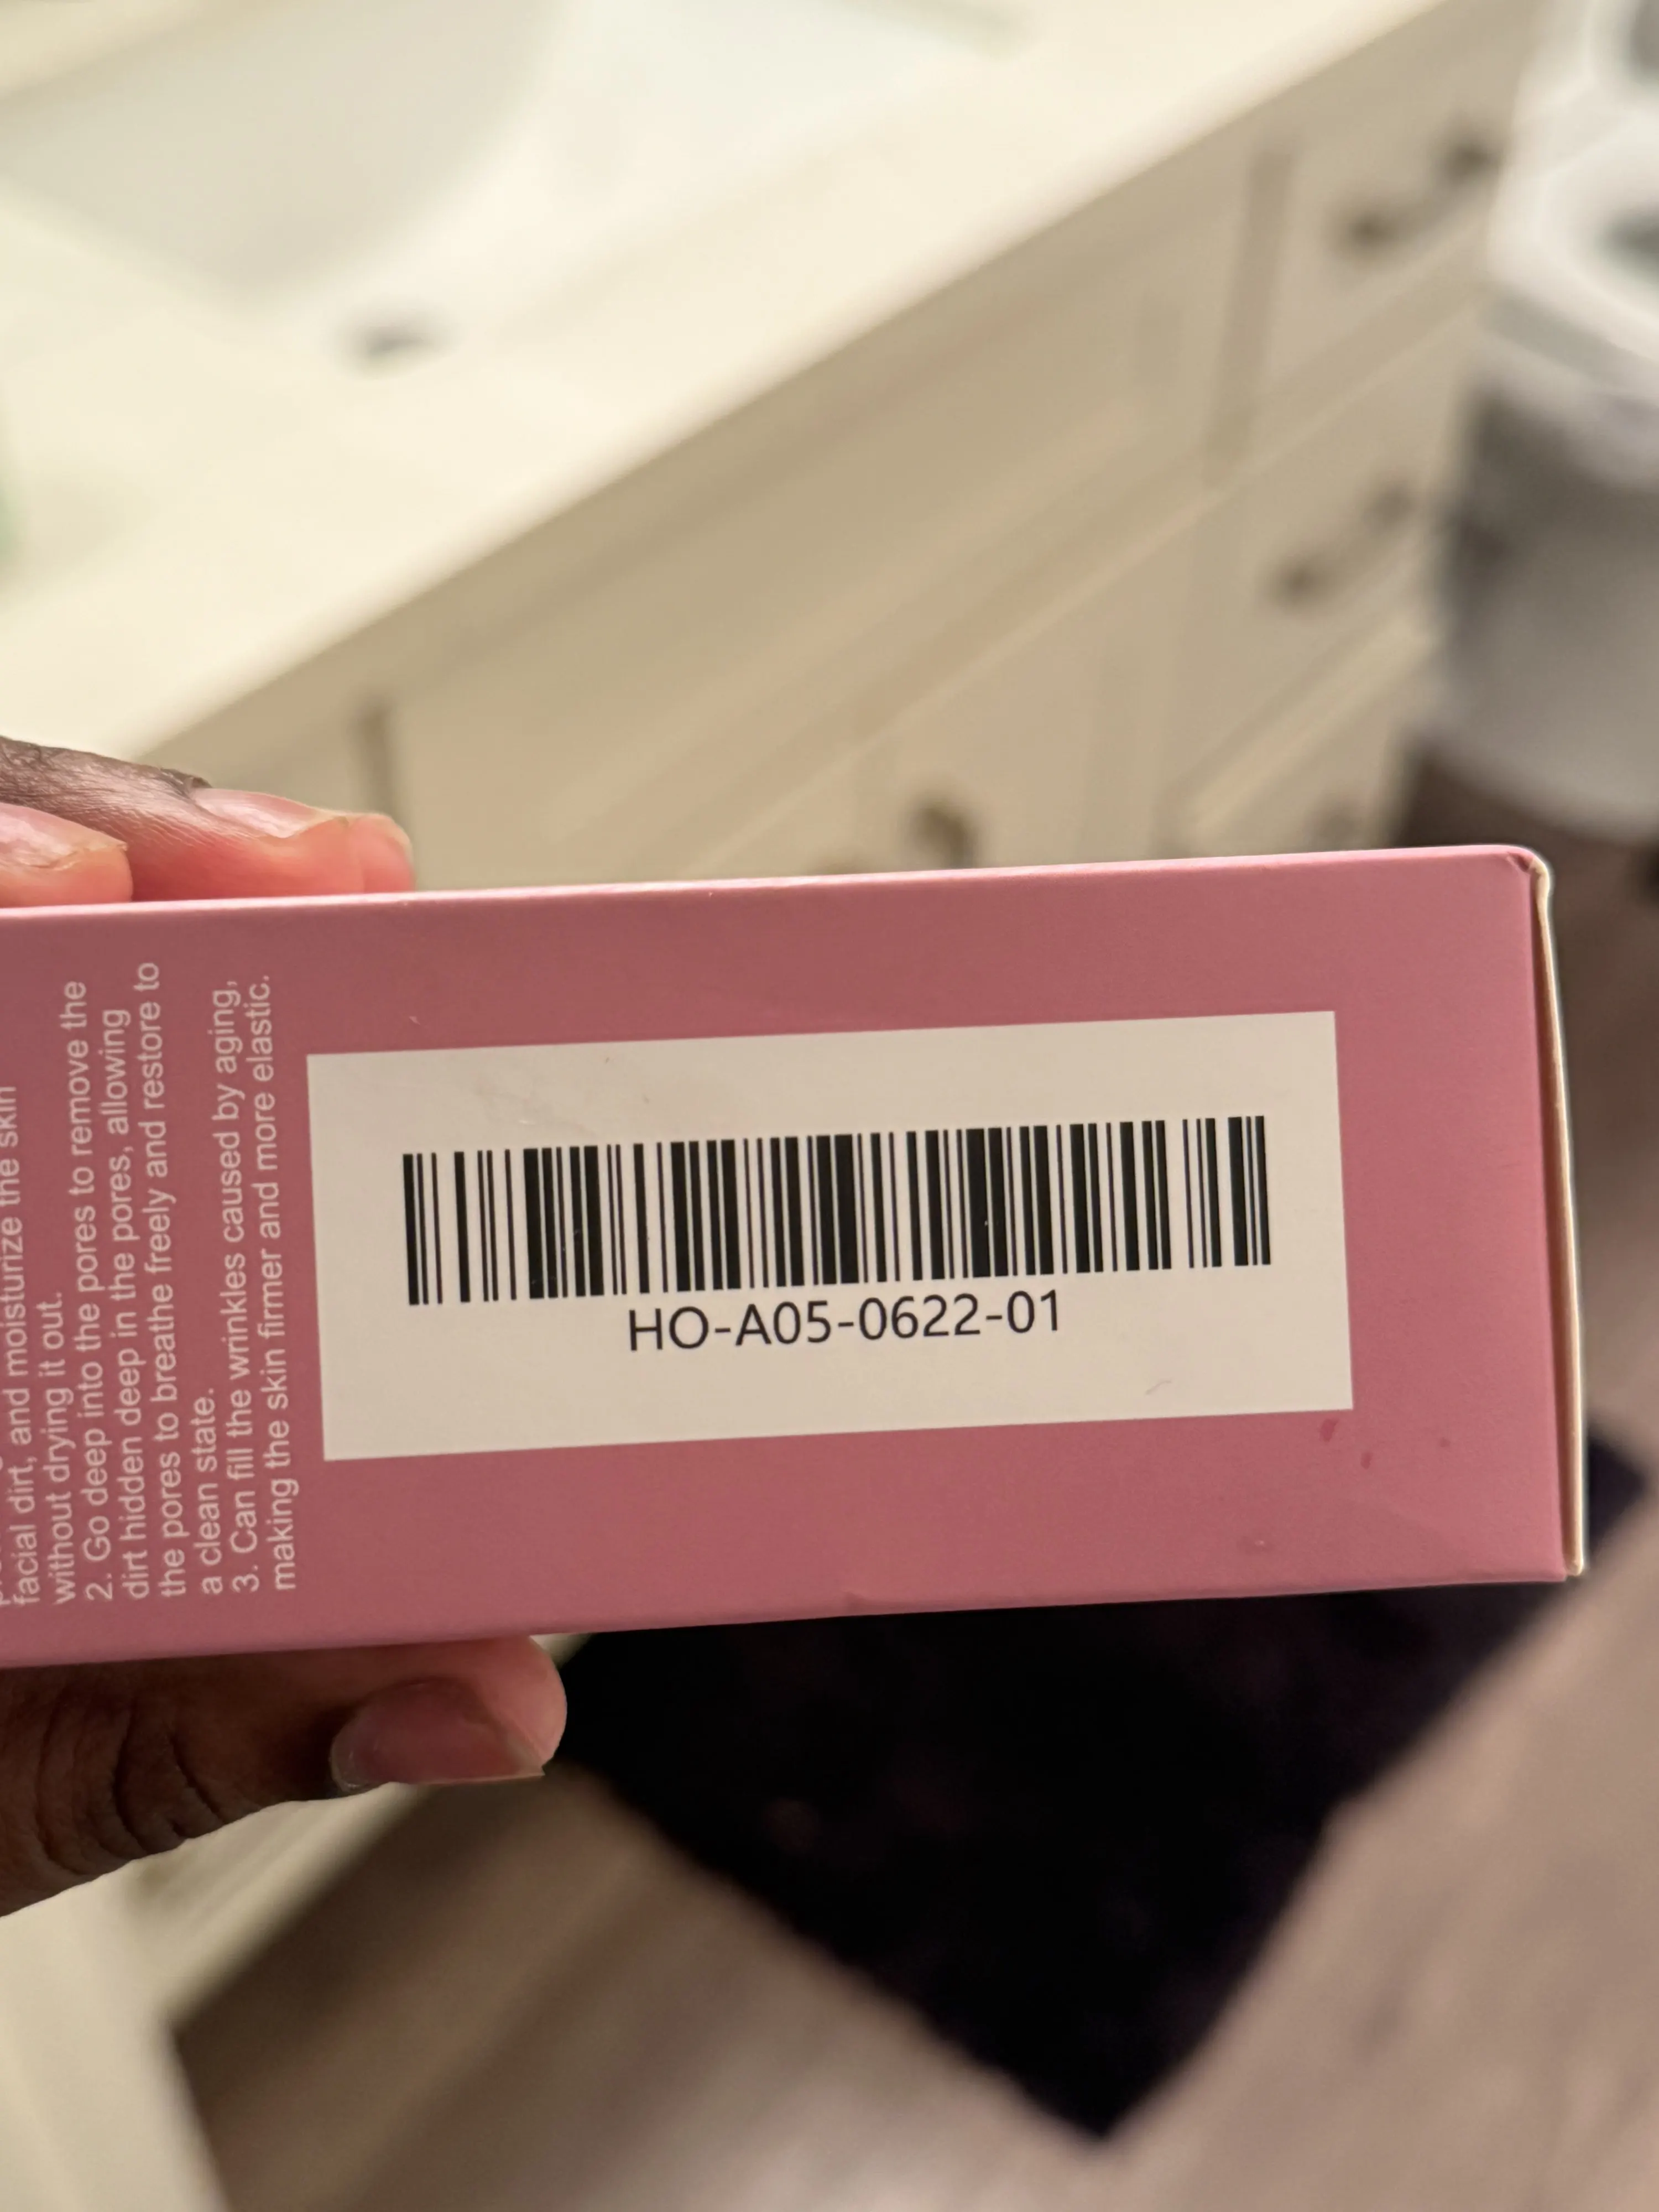 facial dirt, and moisturize the skin
without drying it out.
2. Go deep into the pores to remove the
dirt hidden deep in the pores, allowing
the pores to breathe freely and restore to
a clean state.
3. Can fill the wrinkles caused by aging,
making the skin firmer and more elastic.
HO-A05-0622-01